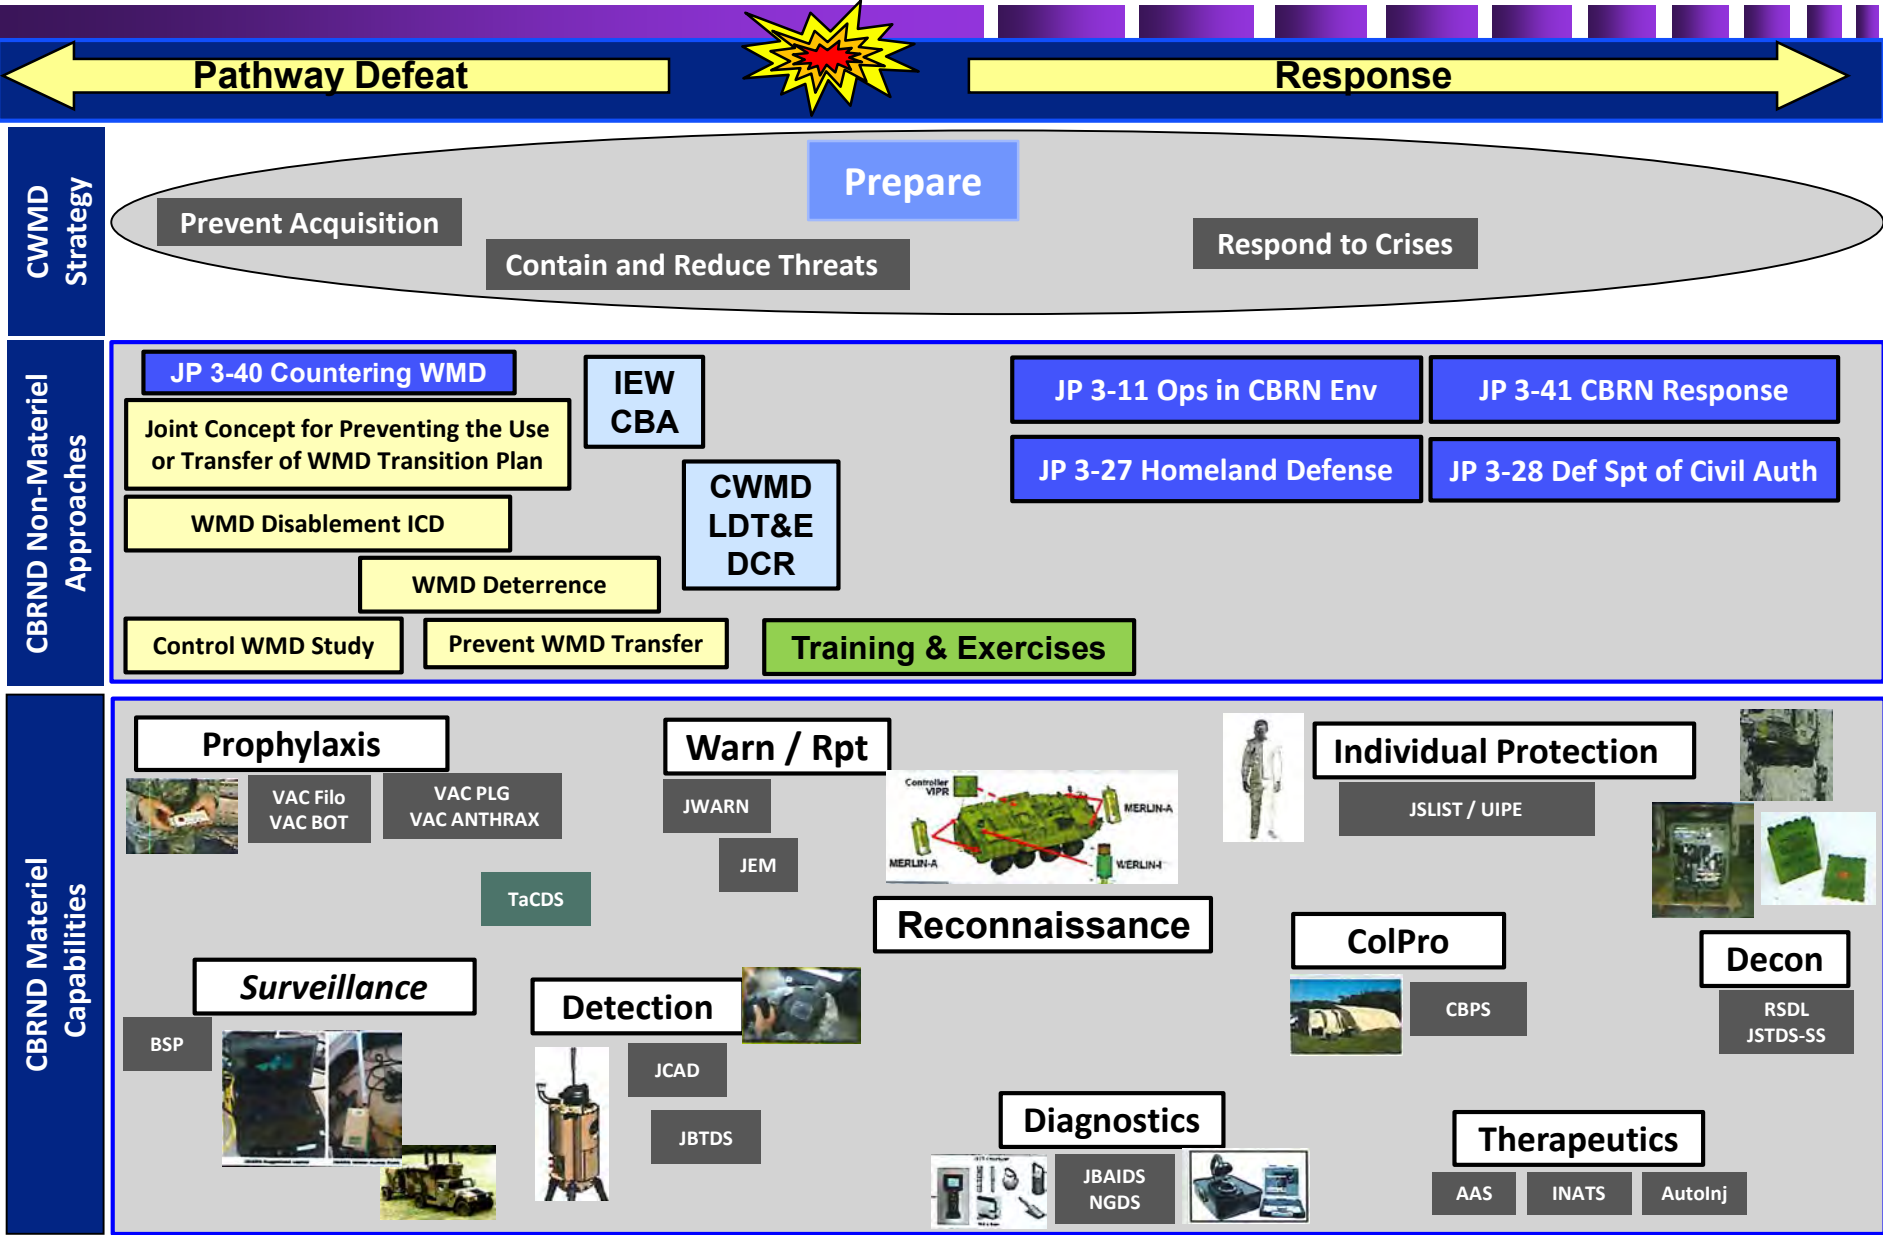 Pathway Defeat
Response
CWMD
Strategy
Prepare
Prevent Acquisition
Contain and Reduce Threats
Respond to Crises
CBRND Non-Materiel
Approaches
JP 3-40 Countering WMD
Joint Concept for Preventing the Use
or Transfer of WMD Transition Plan
WMD Disablement ICD
WMD Deterrence
Control WMD Study
Prevent WMD Transfer
IEW
CBA
CWMD
LDT&E
DCR
Training & Exercises
JP 3-11 Ops in CBRN Env
JP 3-41 CBRN Response
JP 3-27 Homeland Defense
JP 3-28 Def Spt of Civil Auth
CBRND Materiel
Capabilities
Prophylaxis
VAC Filo
VAC BOT
VAC PLG
VAC ANTHRAX
TaCDS
Warn / Rpt
JWARN
JEM
Controller
VIPR
MERLIN-A
MERLIN-A
Reconnaissance
Individual Protection
JSLIST / UIPE
ColPro
CBPS
Decon
RSDL
JSTDS-SS
Surveillance
BSP
Detection
JCAD
JBTDS
Diagnostics
JBAIDS
NGDS
Therapeutics
AAS
INATS
AutoInj